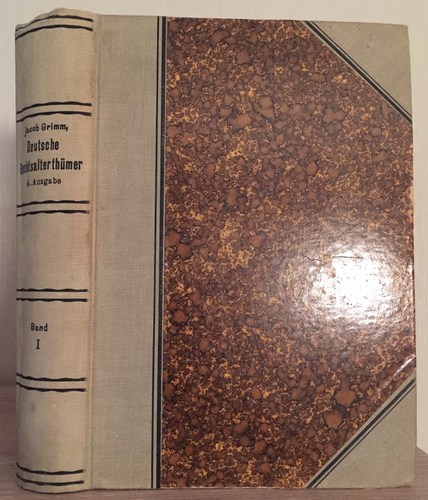 Jacob Grimm,
Deutsche
Rechtsalterthümer
4. Ausgabe
Band
I